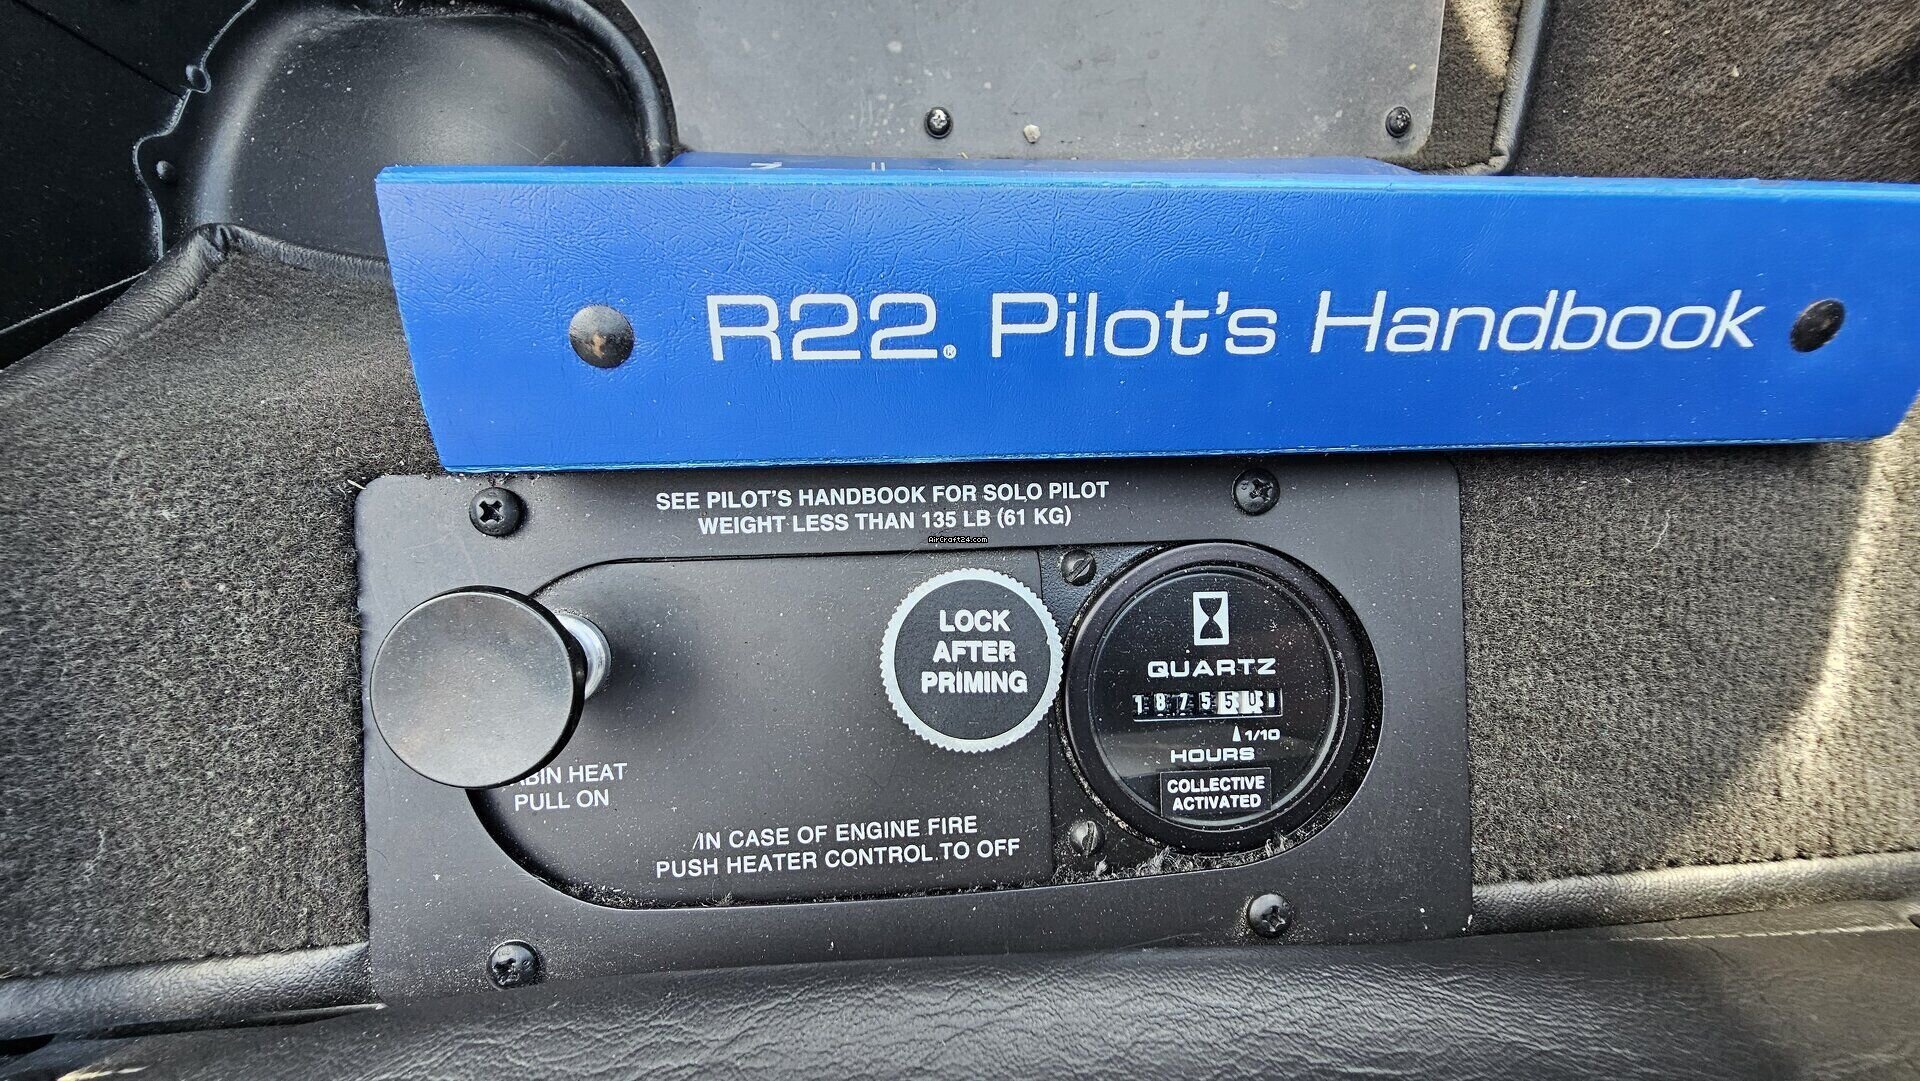 R22® Pilot's Handbook
SEE PILOT'S HANDBOOK FOR SOLO PILOT
WEIGHT LESS THAN 135 LB (61 KG)
AirCraft24.com
LOCK
AFTER
PRIMING
QUARTZ
1/10
HOURS
COLLECTIVE
ACTIVATED
HEAT
PULL ON
IN CASE OF ENGINE FIRE
PUSH HEATER CONTROL TO OFF